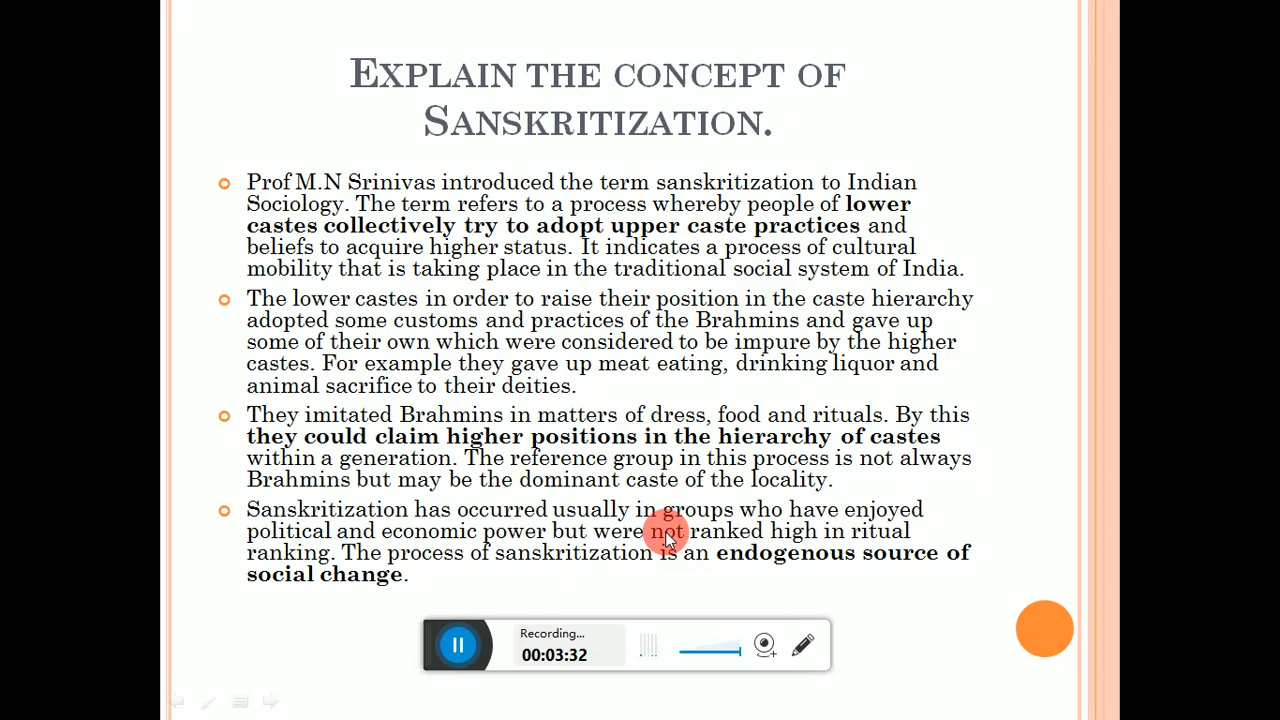 EXPLAIN THE CONCEPT OF
SANSKRITIZATION.
Prof M.N Srinivas introduced the term sanskritization to Indian
Sociology. The term refers to a process whereby people of lower
castes collectively try to adopt upper caste practices and
beliefs to acquire higher status. It indicates a process of cultural
mobility that is taking place in the traditional social system of India.
The lower castes in order to raise their position in the caste hierarchy
adopted some customs and practices of the Brahmins and gave up
some of their own which were considered to be impure by the higher
castes. For example they gave up meat eating, drinking liquor and
animal sacrifice to their deities.
They imitated Brahmins in matters of dress, food and rituals. By this
they could claim higher positions in the hierarchy of castes
within a generation. The reference group in this process is not always
Brahmins but may be the dominant caste of the locality.
Sanskritization has occurred usually in groups who have enjoyed
political and economic power but were not ranked high in ritual
ranking. The process of sanskritization is an endogenous source of
social change.
Recording...
00:03:32